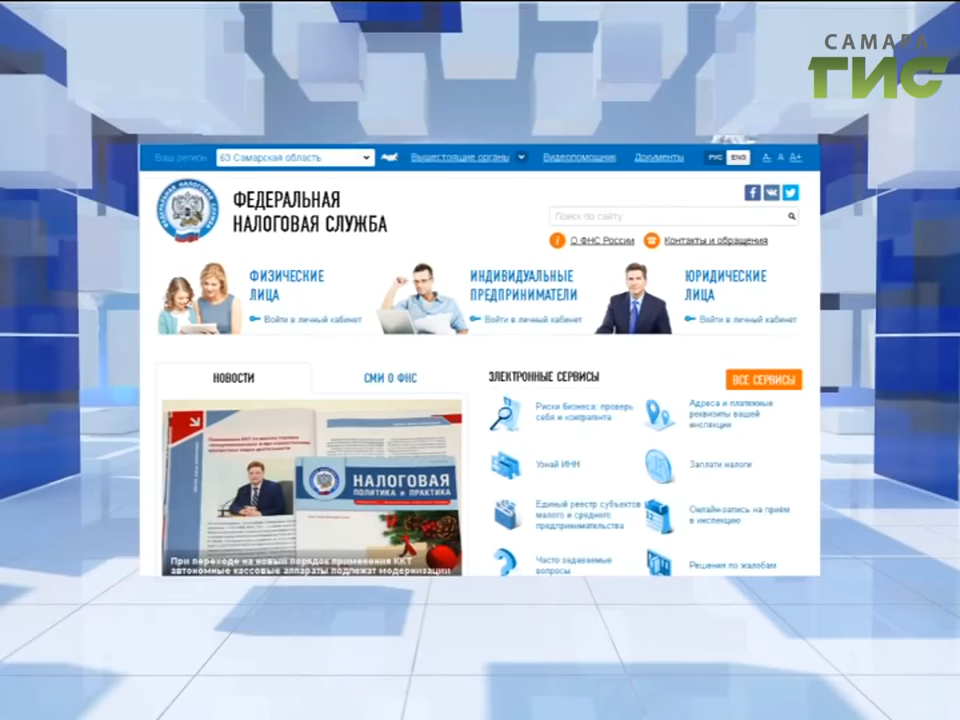 САМАРА
ГИС
Ваш регион 63 Самарская область Вышестоящие органы Видеопомощник Документы РУС ENG A- A A+
ФЕДЕРАЛЬНАЯ
НАЛОГОВАЯ СЛУЖБА
Поиск по сайту
О ФНС России Контакты и обращения
ФИЗИЧЕСКИЕ
ЛИЦА
Войти в личный кабинет
ИНДИВИДУАЛЬНЫЕ
ПРЕДПРИНИМАТЕЛИ
Войти в личный кабинет
ЮРИДИЧЕСКИЕ
ЛИЦА
Войти в личный кабинет
НОВОСТИ СМИ О ФНС
НАЛОГОВАЯ
ПОЛИТИКА и ПРАКТИКА
При переходе на новый порядок применения ККТ
автономные кассовые аппараты подлежат модернизации
ЭЛЕКТРОННЫЕ СЕРВИСЫ ВСЕ СЕРВИСЫ
Риски бизнеса: проверь
себя и контрагента
Адреса и платежные
реквизиты вашей
инспекции
Узнай ИНН
Заплати налоги
Единый реестр субъектов
малого и среднего
предпринимательства
Онлайн-запись на приём
в инспекцию
Часто задаваемые
вопросы
Решения по жалобам